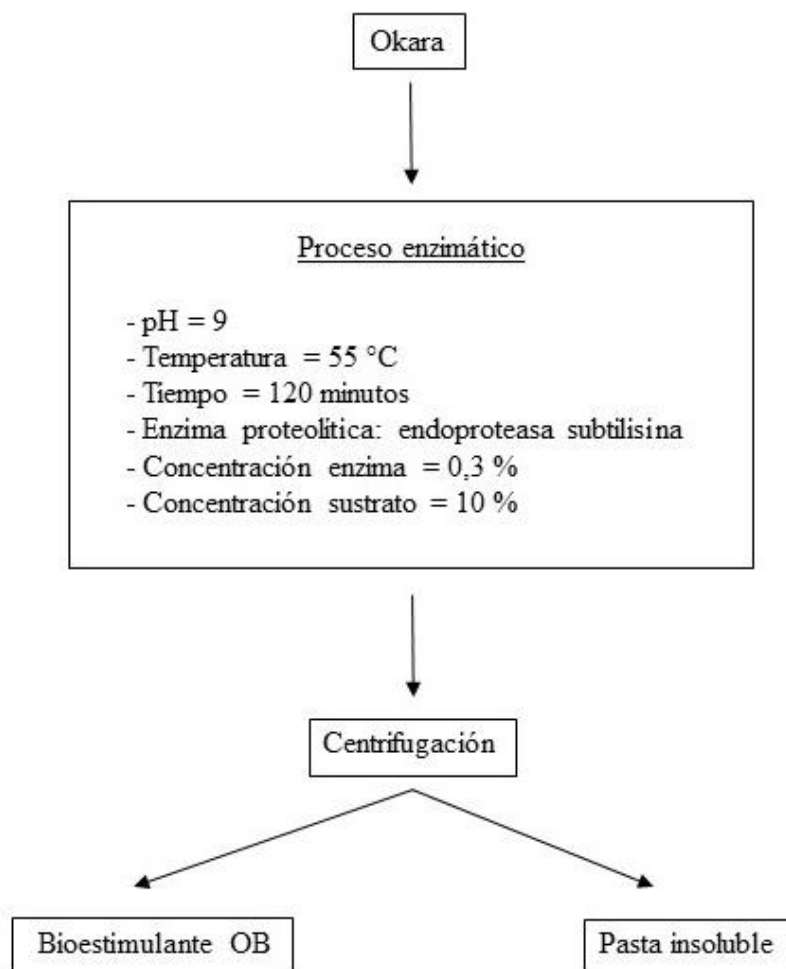 Okara
Proceso enzimático
- pH = 9
- Temperatura = 55 °C
- Tiempo = 120 minutos
- Enzima proteolítica: endoproteasa subtilisina
- Concentración enzima = 0,3 %
- Concentración sustrato = 10 %
Centrifugación
Bioestimulante OB
Pasta insoluble